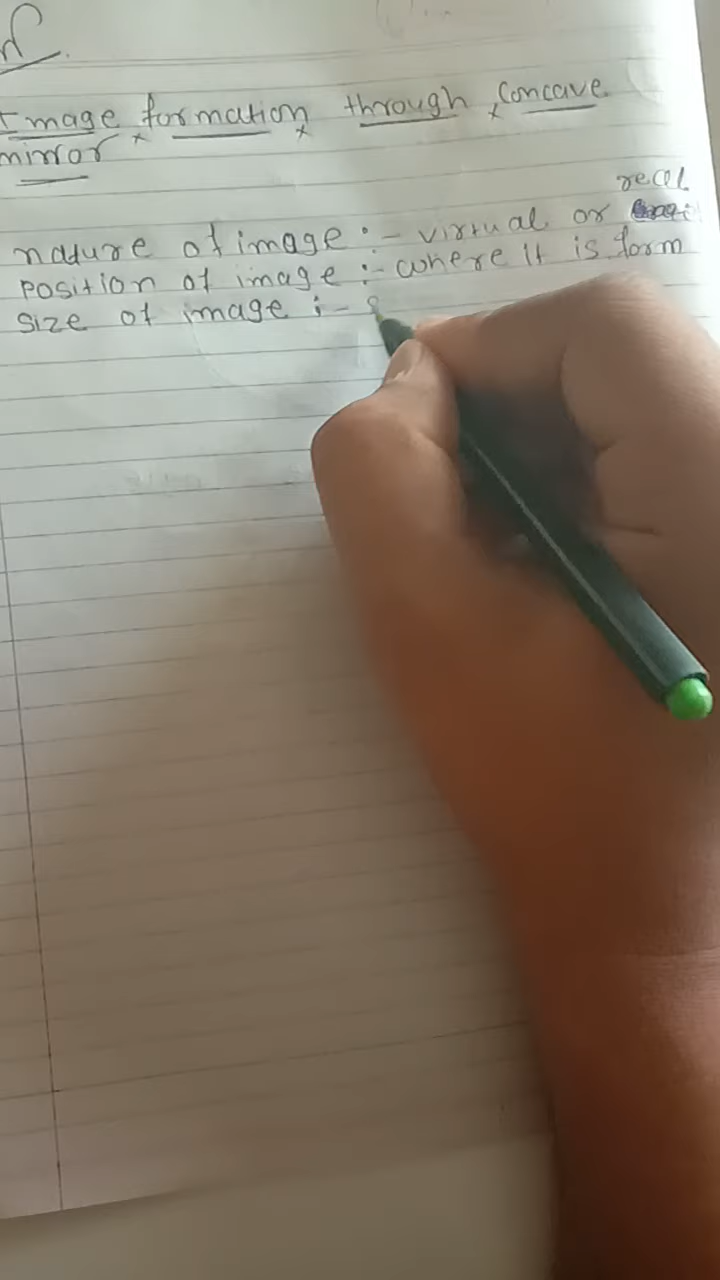 Image formation through concave
mirror
real
nature of image :- virtual or
position of image :- where it is form
size of image :-